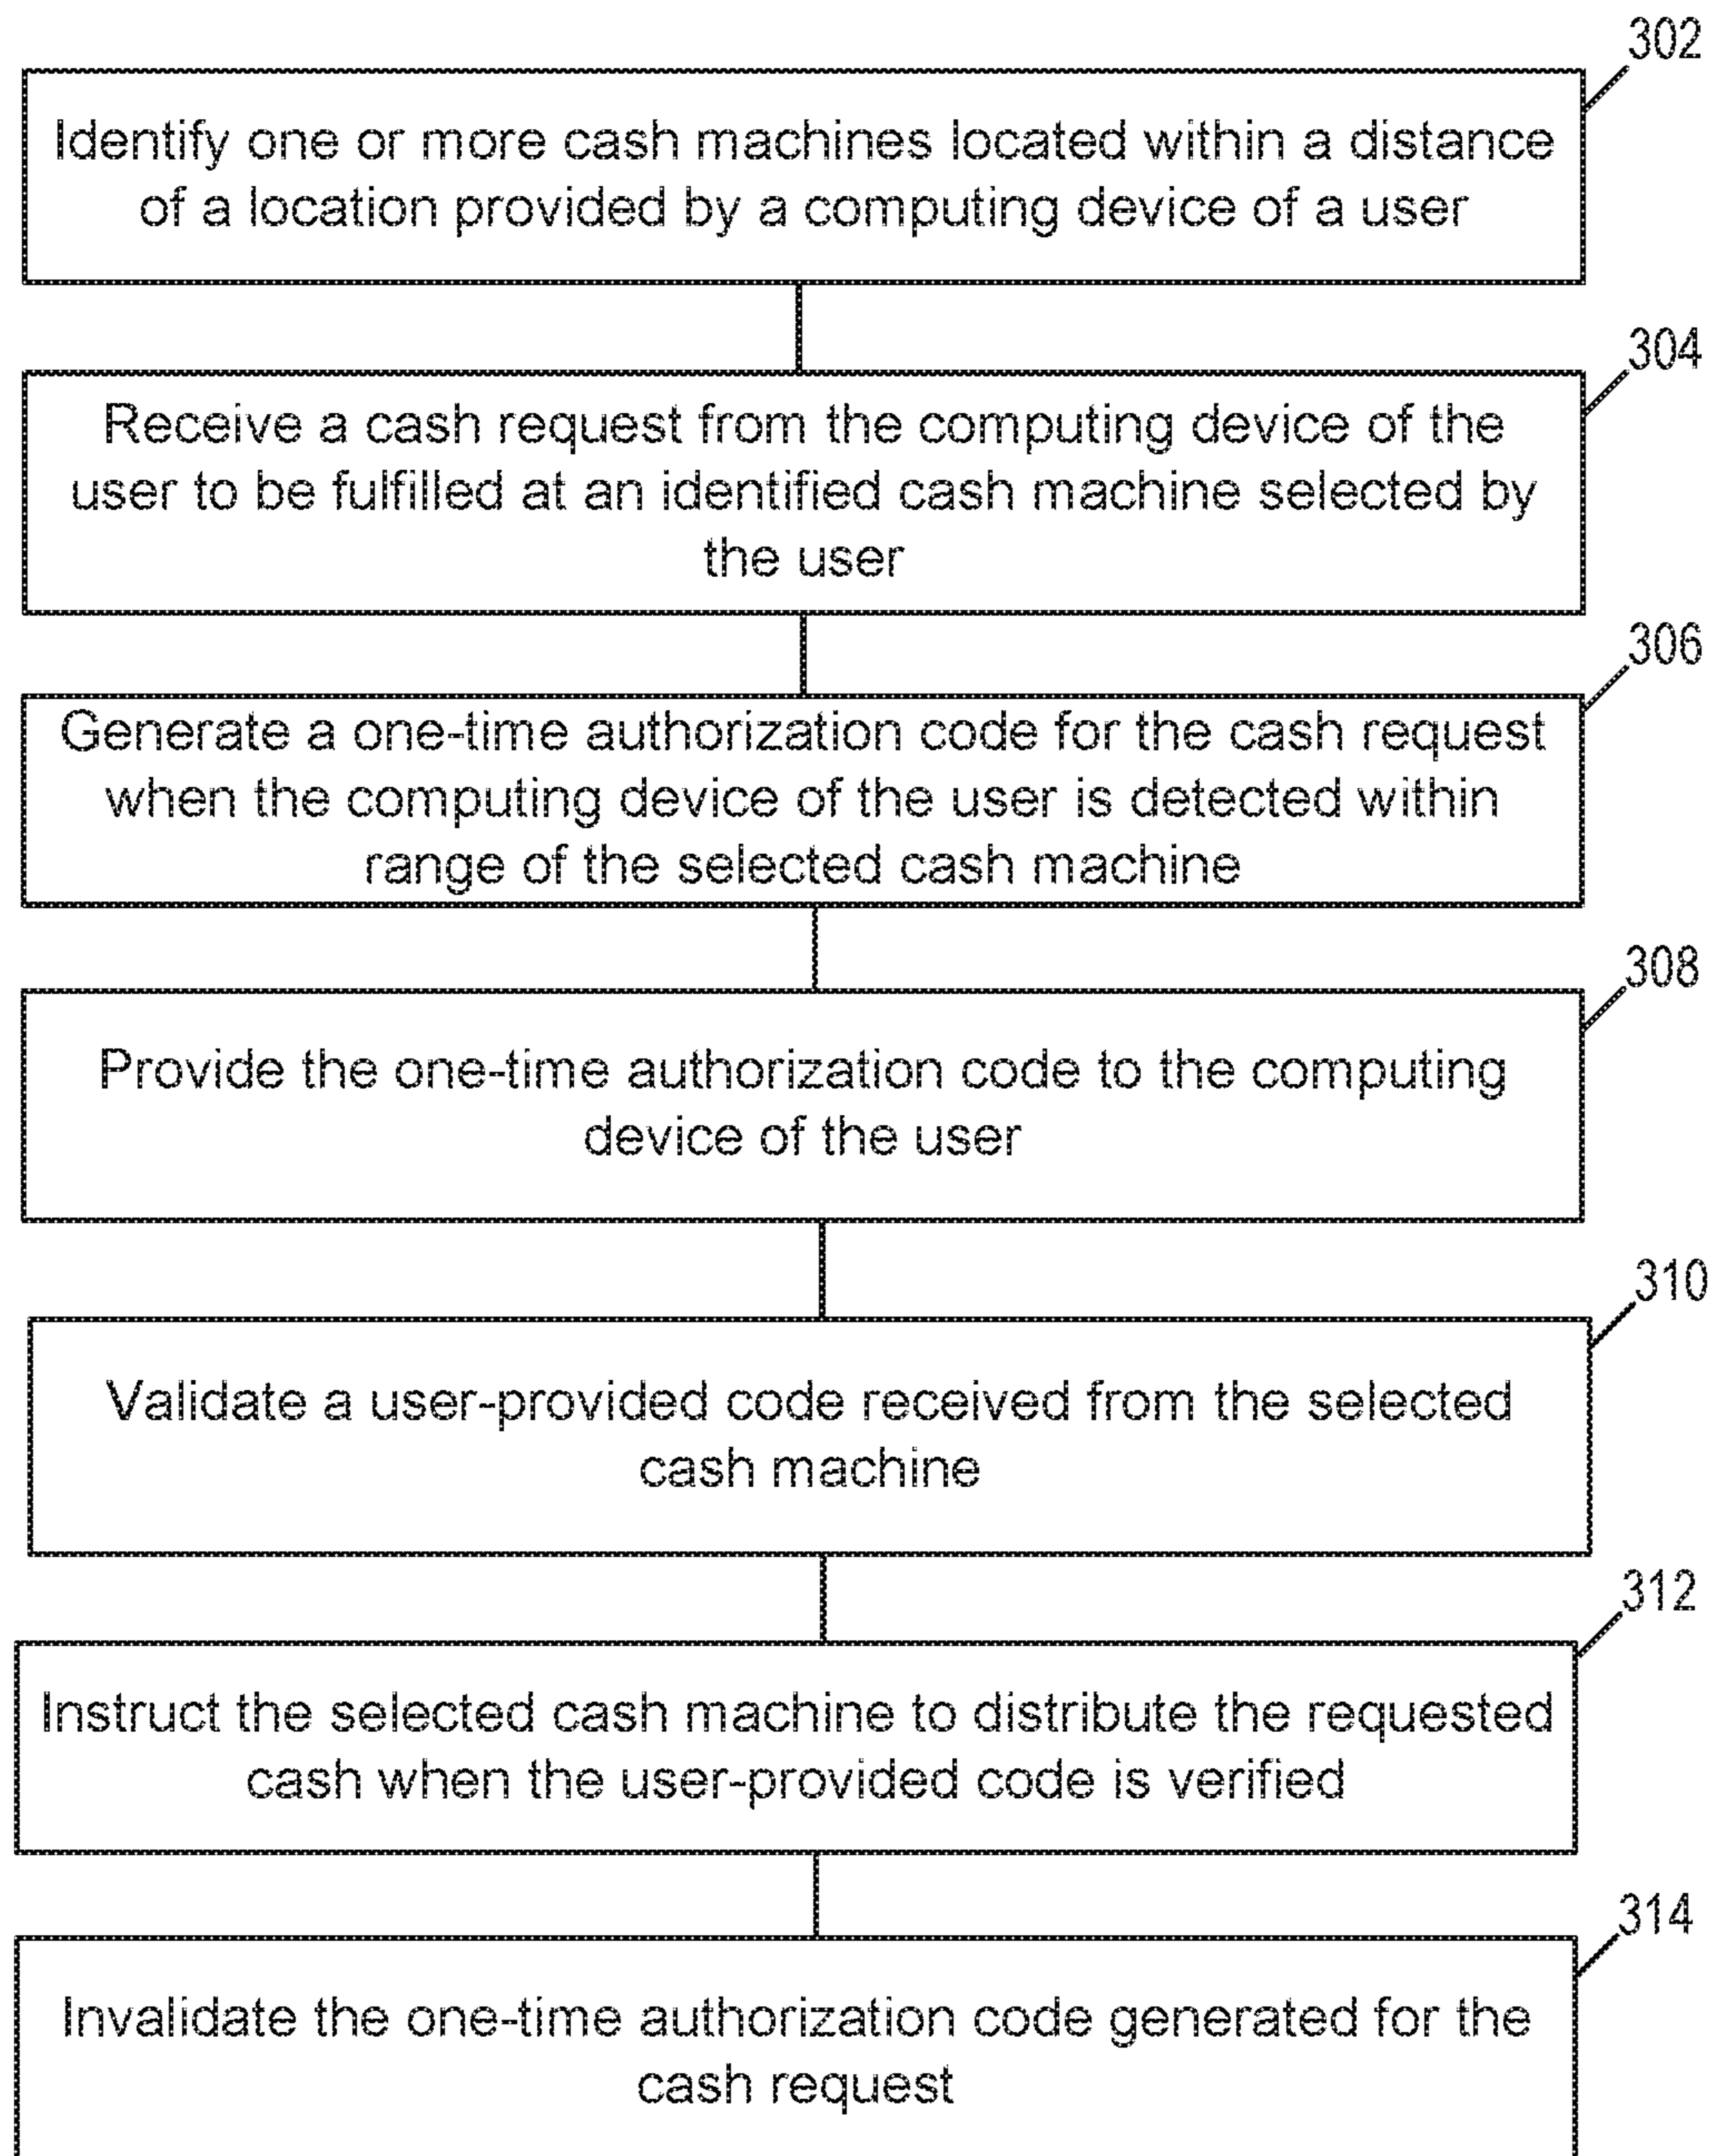 302
Identify one or more cash machines located within a distance
of a location provided by a computing device of a user
304
Receive a cash request from the computing device of the
user to be fulfilled at an identified cash machine selected by
the user
306
Generate a one-time authorization code for the cash request
when the computing device of the user is detected within
range of the selected cash machine
308
Provide the one-time authorization code to the computing
device of the user
310
Validate a user-provided code received from the selected
cash machine
312
Instruct the selected cash machine to distribute the requested
cash when the user-provided code is verified
314
Invalidate the one-time authorization code generated for the
cash request